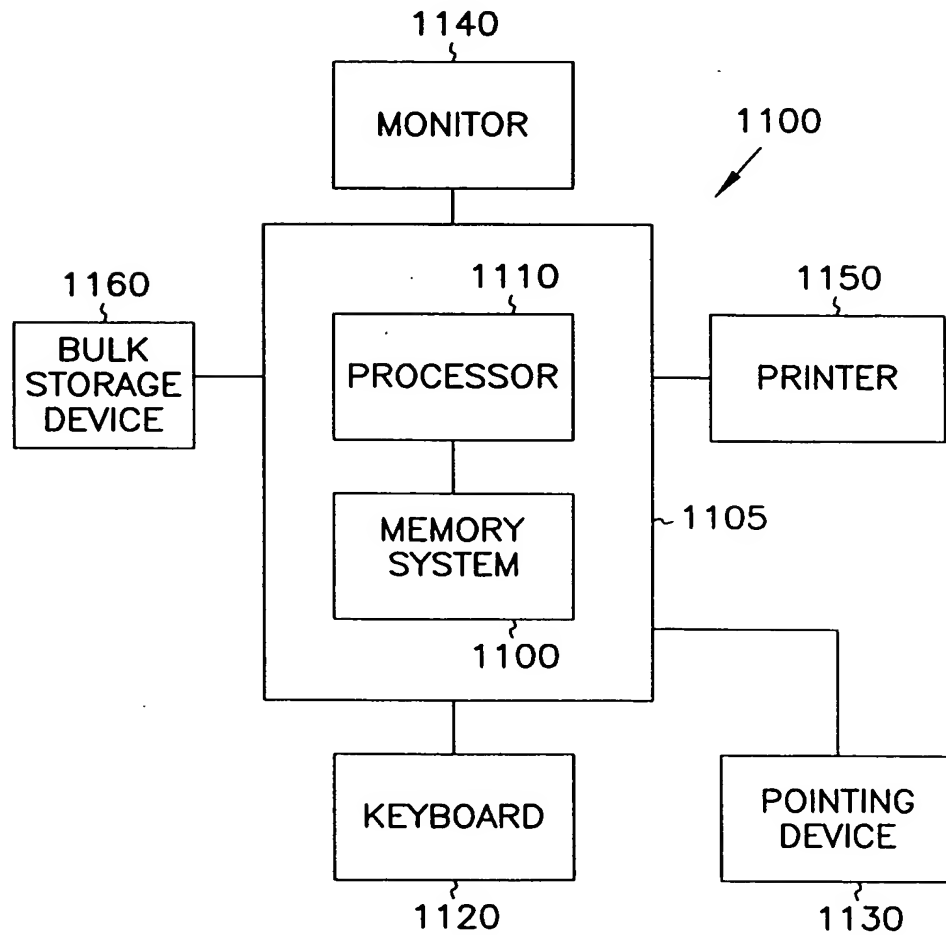 1140
MONITOR
1100
1160
BULK
STORAGE
DEVICE
1110
PROCESSOR
1150
PRINTER
MEMORY
SYSTEM
1105
1100
KEYBOARD
1120
POINTING
DEVICE
1130